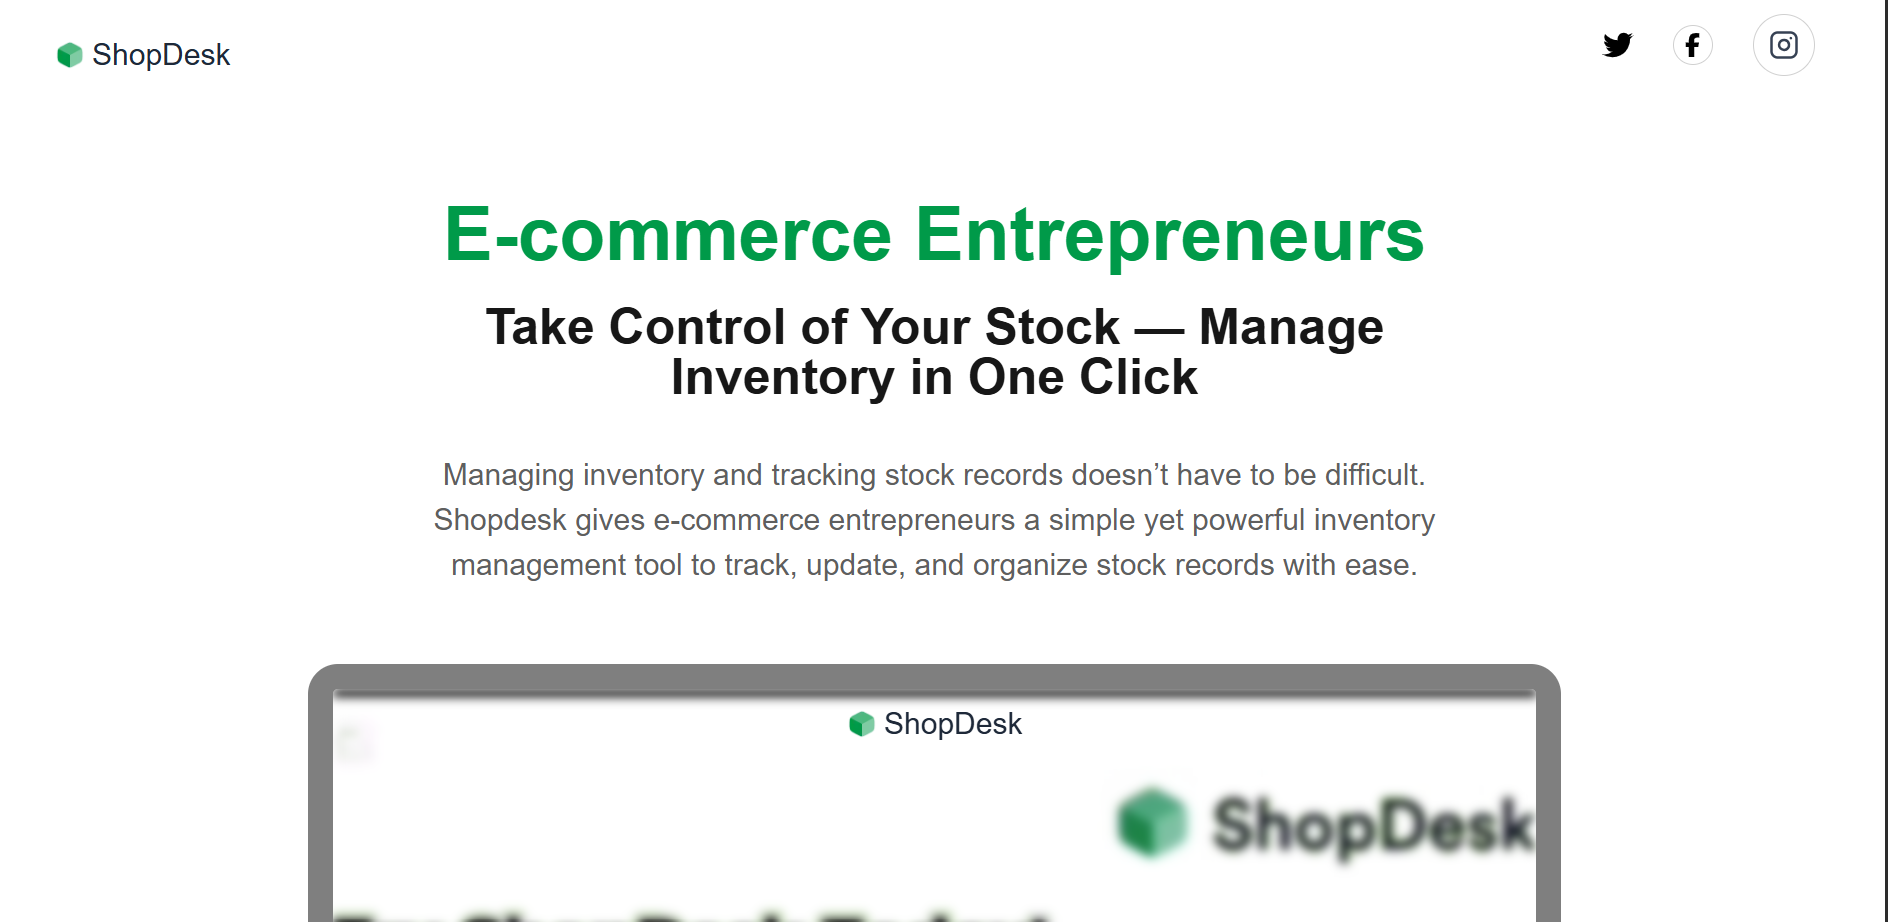 ShopDesk
E-commerce Entrepreneurs
Take Control of Your Stock — Manage
Inventory in One Click
Managing inventory and tracking stock records doesn’t have to be difficult.
Shopdesk gives e-commerce entrepreneurs a simple yet powerful inventory
management tool to track, update, and organize stock records with ease.
ShopDesk
ShopDesk